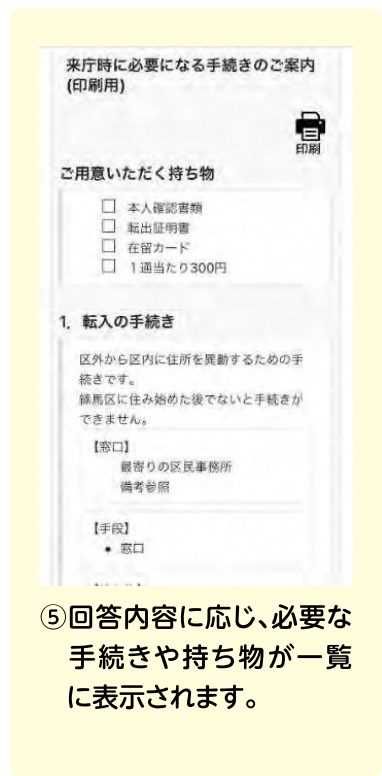 来庁時に必要になる手続きのご案内
(印刷用)
印刷
ご用意いただく持ち物
□ 本人確認書類
□ 転出証明書
□ 在留カード
□ 1通当たり300円
1. 転入の手続き
区外から区内に住所を異動するための手
続きです。
練馬区に住み始めた後でないと手続きが
できません。
【窓口】
最寄りの区民事務所
備考参照
【手段】
• 窓口
⑤回答内容に応じ、必要な
手続きや持ち物が一覧
に表示されます。